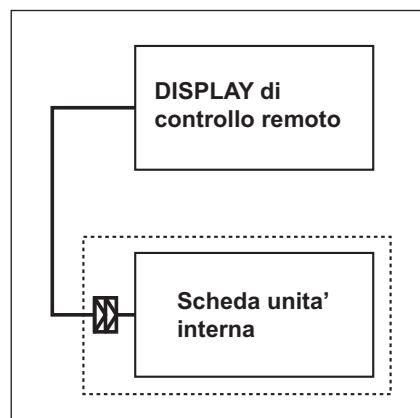 DISPLAY di
controllo remoto
Scheda unita'
interna